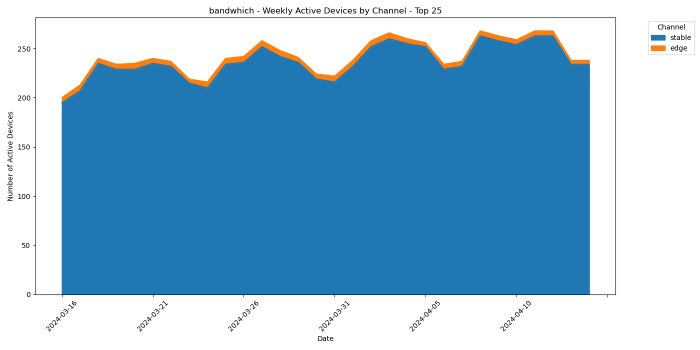 bandwhich - Weekly Active Devices by Channel - Top 25
Channel
stable
edge
Number of Active Devices
250
200
150
100
50
0
2024-03-16
2024-03-21
2024-03-26
2024-03-31
2024-04-05
2024-04-10
Date